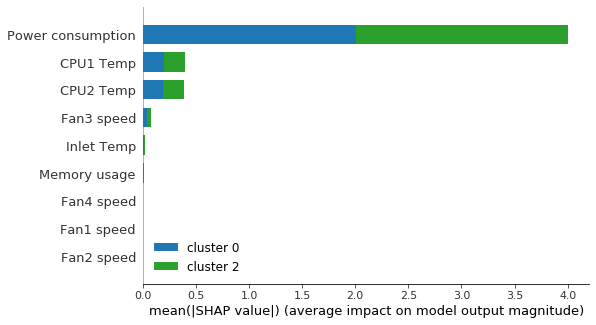 Power consumption
CPU1 Temp
CPU2 Temp
Fan3 speed
Inlet Temp
Memory usage
Fan4 speed
Fan1 speed
Fan2 speed
cluster 0
cluster 2
0.0 0.5 1.0 1.5 2.0 2.5 3.0 3.5 4.0
mean(|SHAP value|) (average impact on model output magnitude)